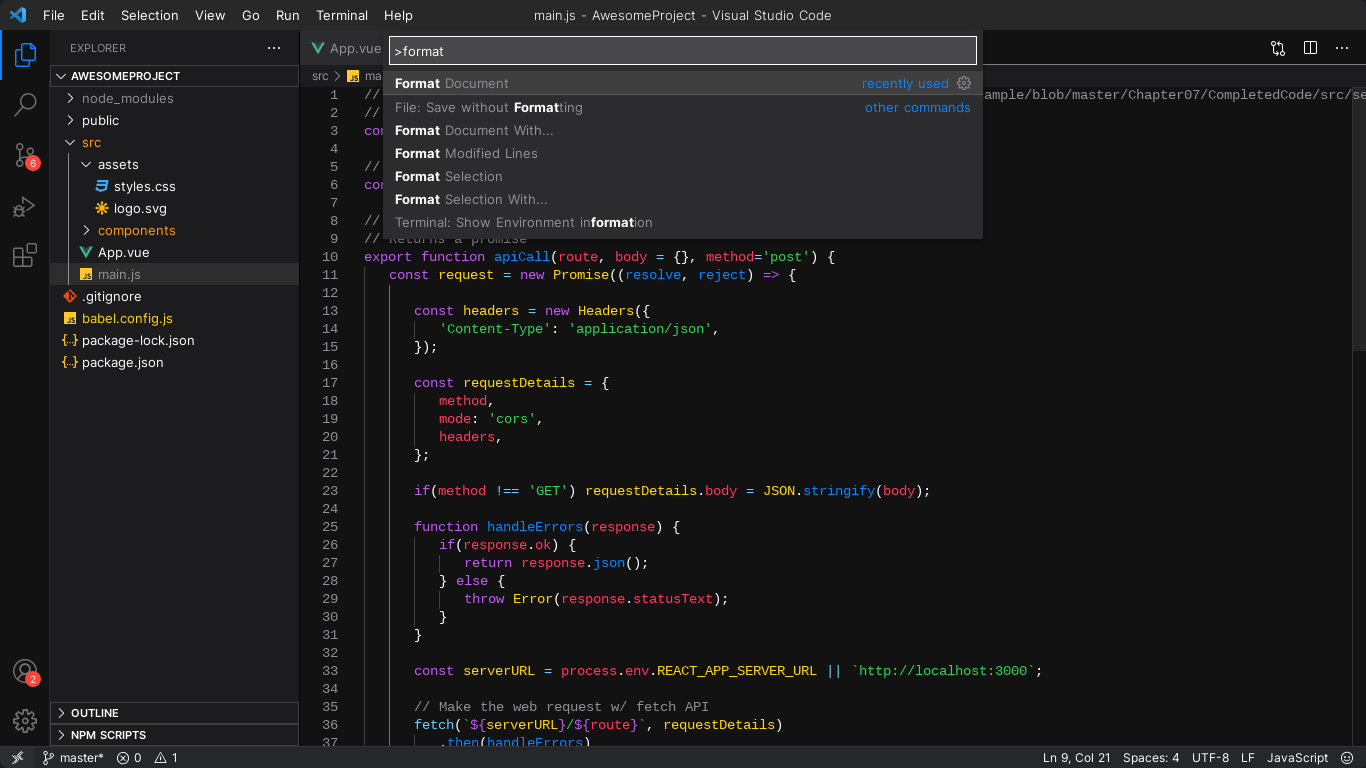 File Edit Selection View Go Run Terminal Help
main.js - AwesomeProject - Visual Studio Code
EXPLORER
AWESOMEPROJECT
node_modules
public
src
assets
styles.css
logo.svg
components
App.vue
main.js
.gitignore
babel.config.js
package-lock.json
package.json
OUTLINE
NPM SCRIPTS
6
2
App.vue
>format
src
JS
Format Document recently used
File: Save without Formatting other commands
Format Document With...
Format Modified Lines
Format Selection
Format Selection With...
Terminal: Show Environment information
1 // ample/blob/master/Chapter07/CompletedCode/src/se
2 //
3 con
4
5 //
6 con
7
8 //
9 // Returns a promise
10 export function apiCall(route, body = {}, method='post') {
11 const request = new Promise((resolve, reject) => {
12
13 const headers = new Headers({
14 'Content-Type': 'application/json',
15 });
16
17 const requestDetails = {
18 method,
19 mode: 'cors',
20 headers,
21 };
22
23 if(method !== 'GET') requestDetails.body = JSON.stringify(body);
24
25 function handleErrors(response) {
26 if(response.ok) {
27 return response.json();
28 } else {
29 throw Error(response.statusText);
30 }
31 }
32
33 const serverURL = process.env.REACT_APP_SERVER_URL || `http://localhost:3000`;
34
35 // Make the web request w/ fetch API
36 fetch(`${serverURL}/${route}`, requestDetails)
37 .then(handleErrors)
master* 0 1
Ln 9, Col 21 Spaces: 4 UTF-8 LF JavaScript